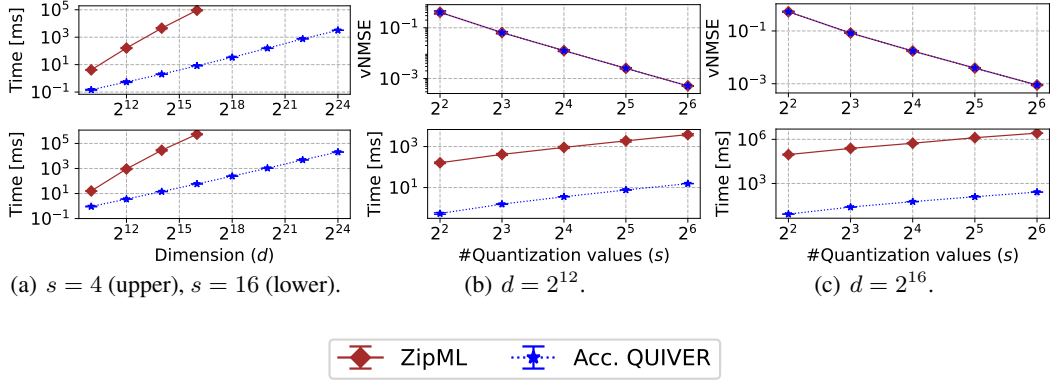 Time [ms]
10^5
10^3
10^1
10^-1
2^12 2^15 2^18 2^21 2^24
Time [ms]
10^5
10^3
10^1
10^-1
2^12 2^15 2^18 2^21 2^24
Dimension (d)
(a) s = 4 (upper), s = 16 (lower).
vNMSE
10^-1
10^-3
2^2 2^3 2^4 2^5 2^6
Time [ms]
10^3
10^1
2^2 2^3 2^4 2^5 2^6
#Quantization values (s)
(b) d = 2^12.
vNMSE
10^-1
10^-3
2^2 2^3 2^4 2^5 2^6
Time [ms]
10^6
10^3
2^2 2^3 2^4 2^5 2^6
#Quantization values (s)
(c) d = 2^16.
ZipML Acc. QUIVER